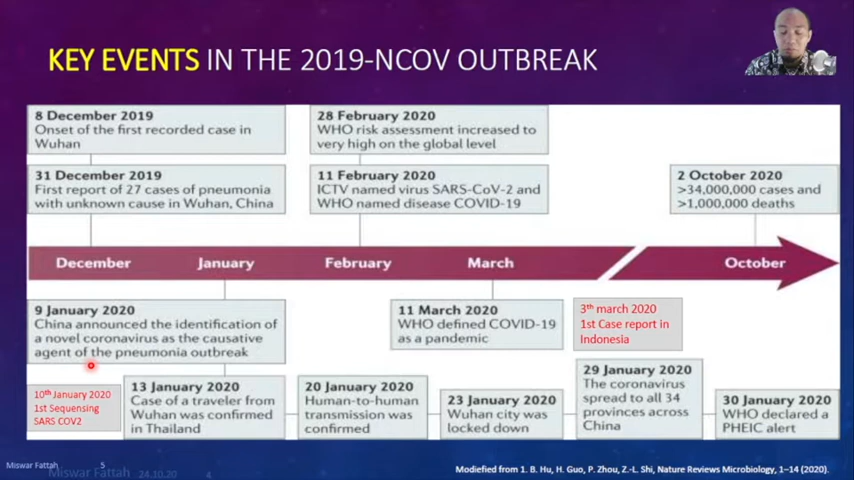 KEY EVENTS IN THE 2019-NCOV OUTBREAK
8 December 2019
Onset of the first recorded case in
Wuhan
31 December 2019
First report of 27 cases of pneumonia
with unknown cause in Wuhan, China
28 February 2020
WHO risk assessment increased to
very high on the global level
11 February 2020
ICTV named virus SARS-CoV-2 and
WHO named disease COVID-19
2 October 2020
>34,000,000 cases and
>1,000,000 deaths
December January February March October
9 January 2020
China announced the identification of
a novel coronavirus as the causative
agent of the pneumonia outbreak
11 March 2020
WHO defined COVID-19
as a pandemic
3th march 2020
1st Case report in
Indonesia
10th January 2020
1st Sequensing
SARS COV2
13 January 2020
Case of a traveler from
Wuhan was confirmed
in Thailand
20 January 2020
Human-to-human
transmission was
confirmed
23 January 2020
Wuhan city was
locked down
29 January 2020
The coronavirus
spread to all 34
provinces across
China
30 January 2020
WHO declared a
PHEIC alert
Miswar Fattah 5
Miswar Fattah 24.10.20 4
Modiefied from 1. B. Hu, H. Guo, P. Zhou, Z.-L. Shi, Nature Reviews Microbiology, 1–14 (2020).